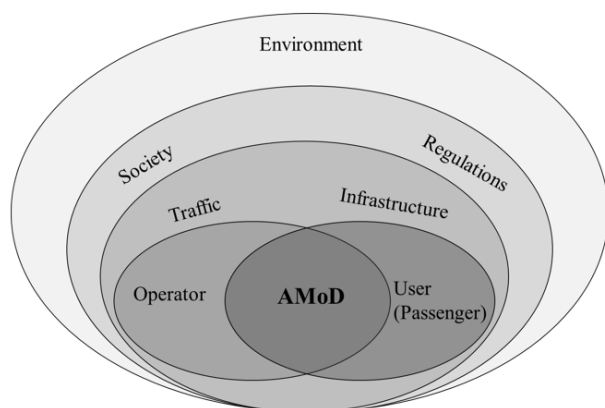 Environment
Society
Regulations
Traffic
Infrastructure
Operator
AMoD
User
(Passenger)